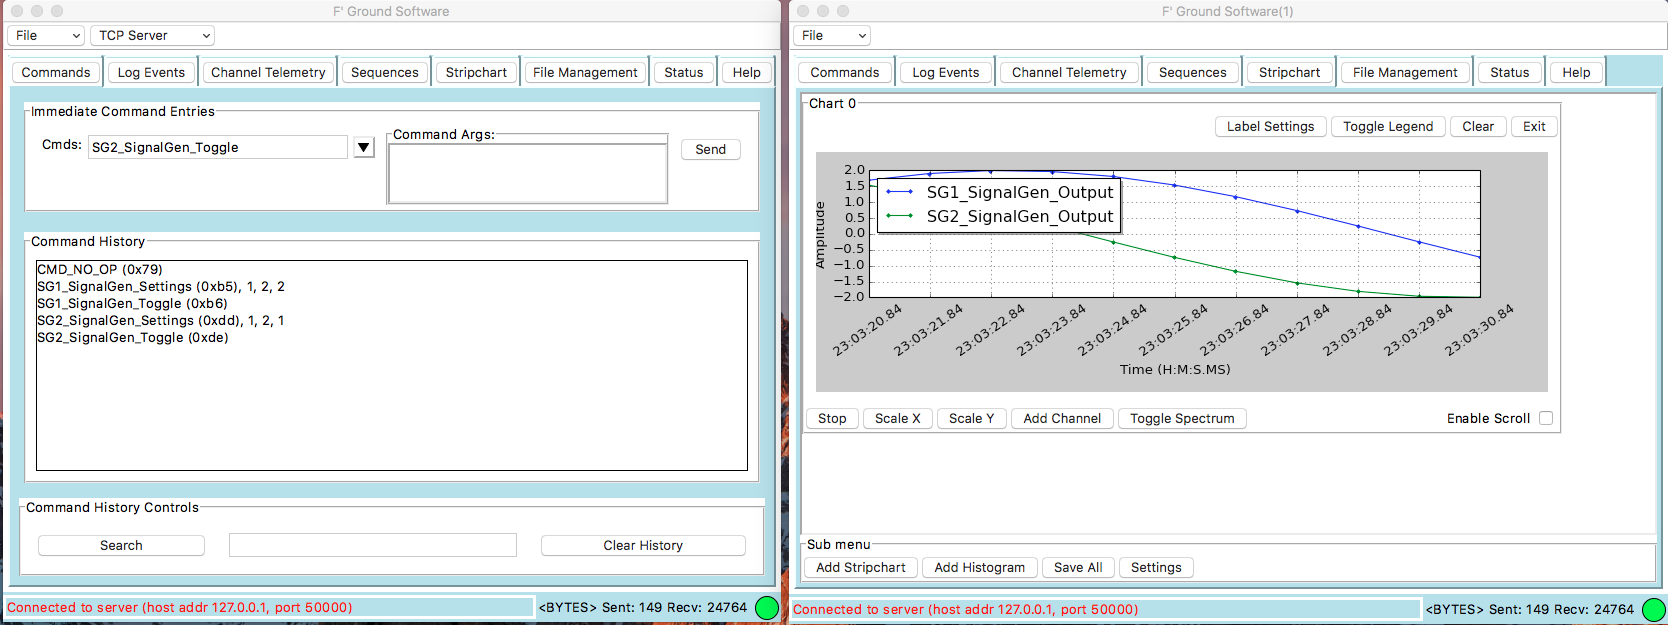 F' Ground Software
File
TCP Server
Commands
Log Events
Channel Telemetry
Sequences
Stripchart
File Management
Status
Help
Immediate Command Entries
Cmds:
SG2_SignalGen_Toggle
Command Args:
Send
Command History
CMD_NO_OP (0x79)
SG1_SignalGen_Settings (0xb5), 1, 2, 2
SG1_SignalGen_Toggle (0xb6)
SG2_SignalGen_Settings (0xdd), 1, 2, 1
SG2_SignalGen_Toggle (0xde)
Command History Controls
Search
Clear History
Connected to server (host addr 127.0.0.1, port 50000)
<BYTES> Sent: 149 Recv: 24764
F' Ground Software(1)
File
Commands
Log Events
Channel Telemetry
Sequences
Stripchart
File Management
Status
Help
Chart 0
Label Settings
Toggle Legend
Clear
Exit
Amplitude
2.0
1.5
1.0
0.5
0.0
−0.5
−1.0
−1.5
−2.0
SG1_SignalGen_Output
SG2_SignalGen_Output
23:03:20.84
23:03:21.84
23:03:22.84
23:03:23.84
23:03:24.84
23:03:25.84
23:03:26.84
23:03:27.84
23:03:28.84
23:03:29.84
23:03:30.84
Time (H:M:S.MS)
Stop
Scale X
Scale Y
Add Channel
Toggle Spectrum
Enable Scroll
Sub menu
Add Stripchart
Add Histogram
Save All
Settings
Connected to server (host addr 127.0.0.1, port 50000)
<BYTES> Sent: 149 Recv: 24764